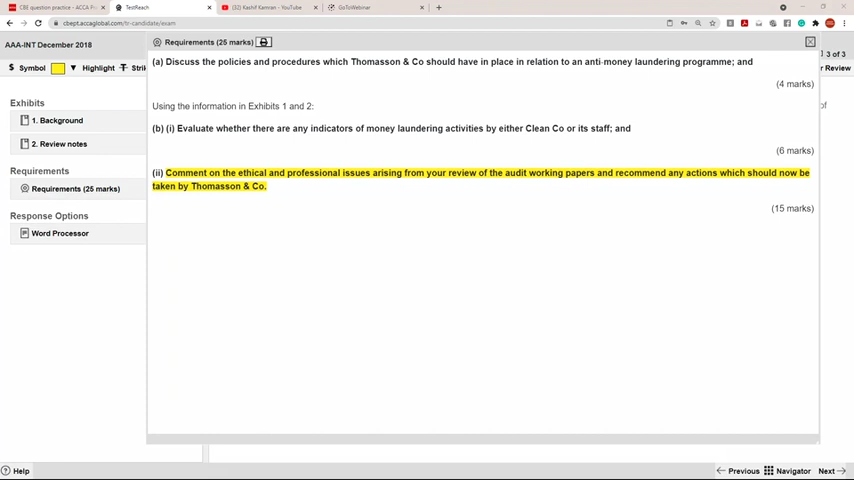 CBE question practice - ACCA Pr
TestReach
(32) Kashif Kamran - YouTube
GoToWebinar
cbept.accaglobal.com/tr-candidate/exam
AAA-INT December 2018
Requirements (25 marks)
3 of 3
Symbol
Highlight
Strik
r Review
(a) Discuss the policies and procedures which Thomasson & Co should have in place in relation to an anti-money laundering programme; and
(4 marks)
Exhibits
Using the information in Exhibits 1 and 2:
of
1. Background
(b) (i) Evaluate whether there are any indicators of money laundering activities by either Clean Co or its staff; and
2. Review notes
(6 marks)
Requirements
(ii) Comment on the ethical and professional issues arising from your review of the audit working papers and recommend any actions which should now be
taken by Thomasson & Co.
Requirements (25 marks)
(15 marks)
Response Options
Word Processor
Help
Previous
Navigator
Next